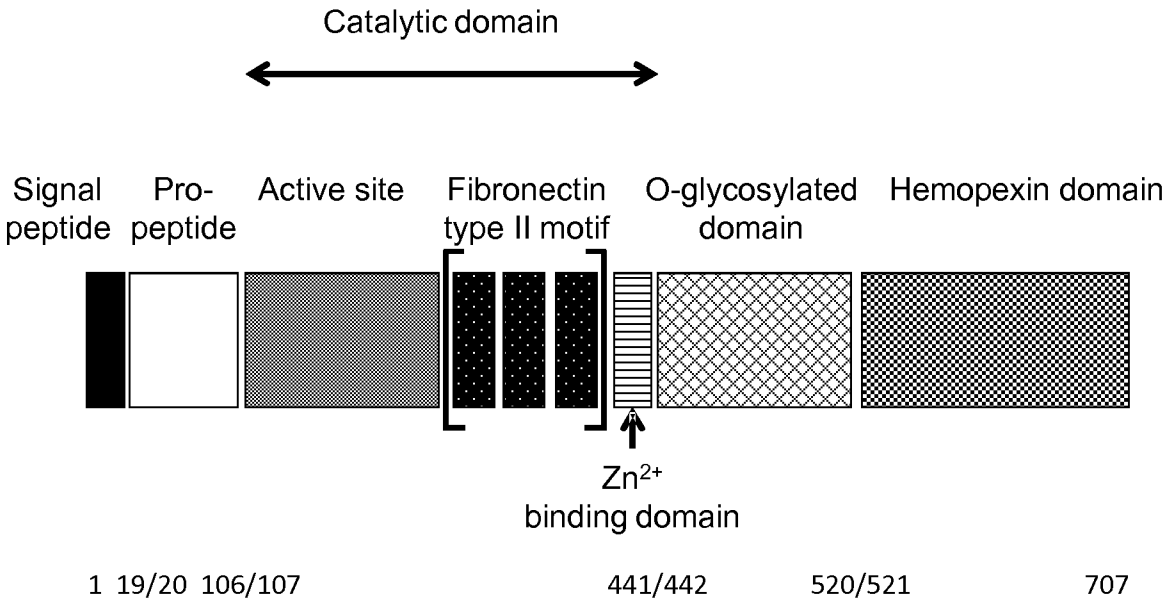 Catalytic domain
Signal peptide
Pro-peptide
Active site
Fibronectin type II motif
O-glycosylated domain
Hemopexin domain
Zn²⁺
binding domain
1 19/20 106/107 441/442 520/521 707